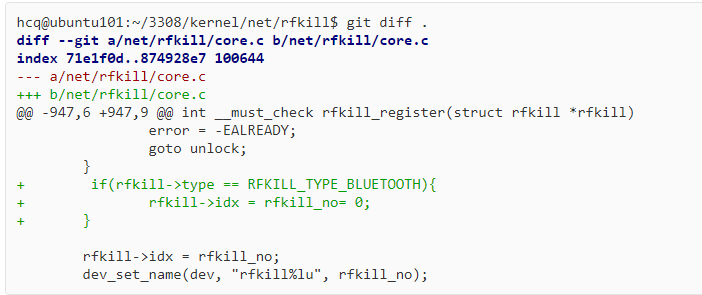 hcq@ubuntu101:~/3308/kernel/net/rfkill$ git diff .
diff --git a/net/rfkill/core.c b/net/rfkill/core.c
index 71e1f0d..874928e7 100644
--- a/net/rfkill/core.c
+++ b/net/rfkill/core.c
@@ -947,6 +947,9 @@ int __must_check rfkill_register(struct rfkill *rfkill)
                error = -EALREADY;
                goto unlock;
        }
+        if(rfkill->type == RFKILL_TYPE_BLUETOOTH){
+               rfkill->idx = rfkill_no= 0;
+       }

        rfkill->idx = rfkill_no;
        dev_set_name(dev, "rfkill%lu", rfkill_no);